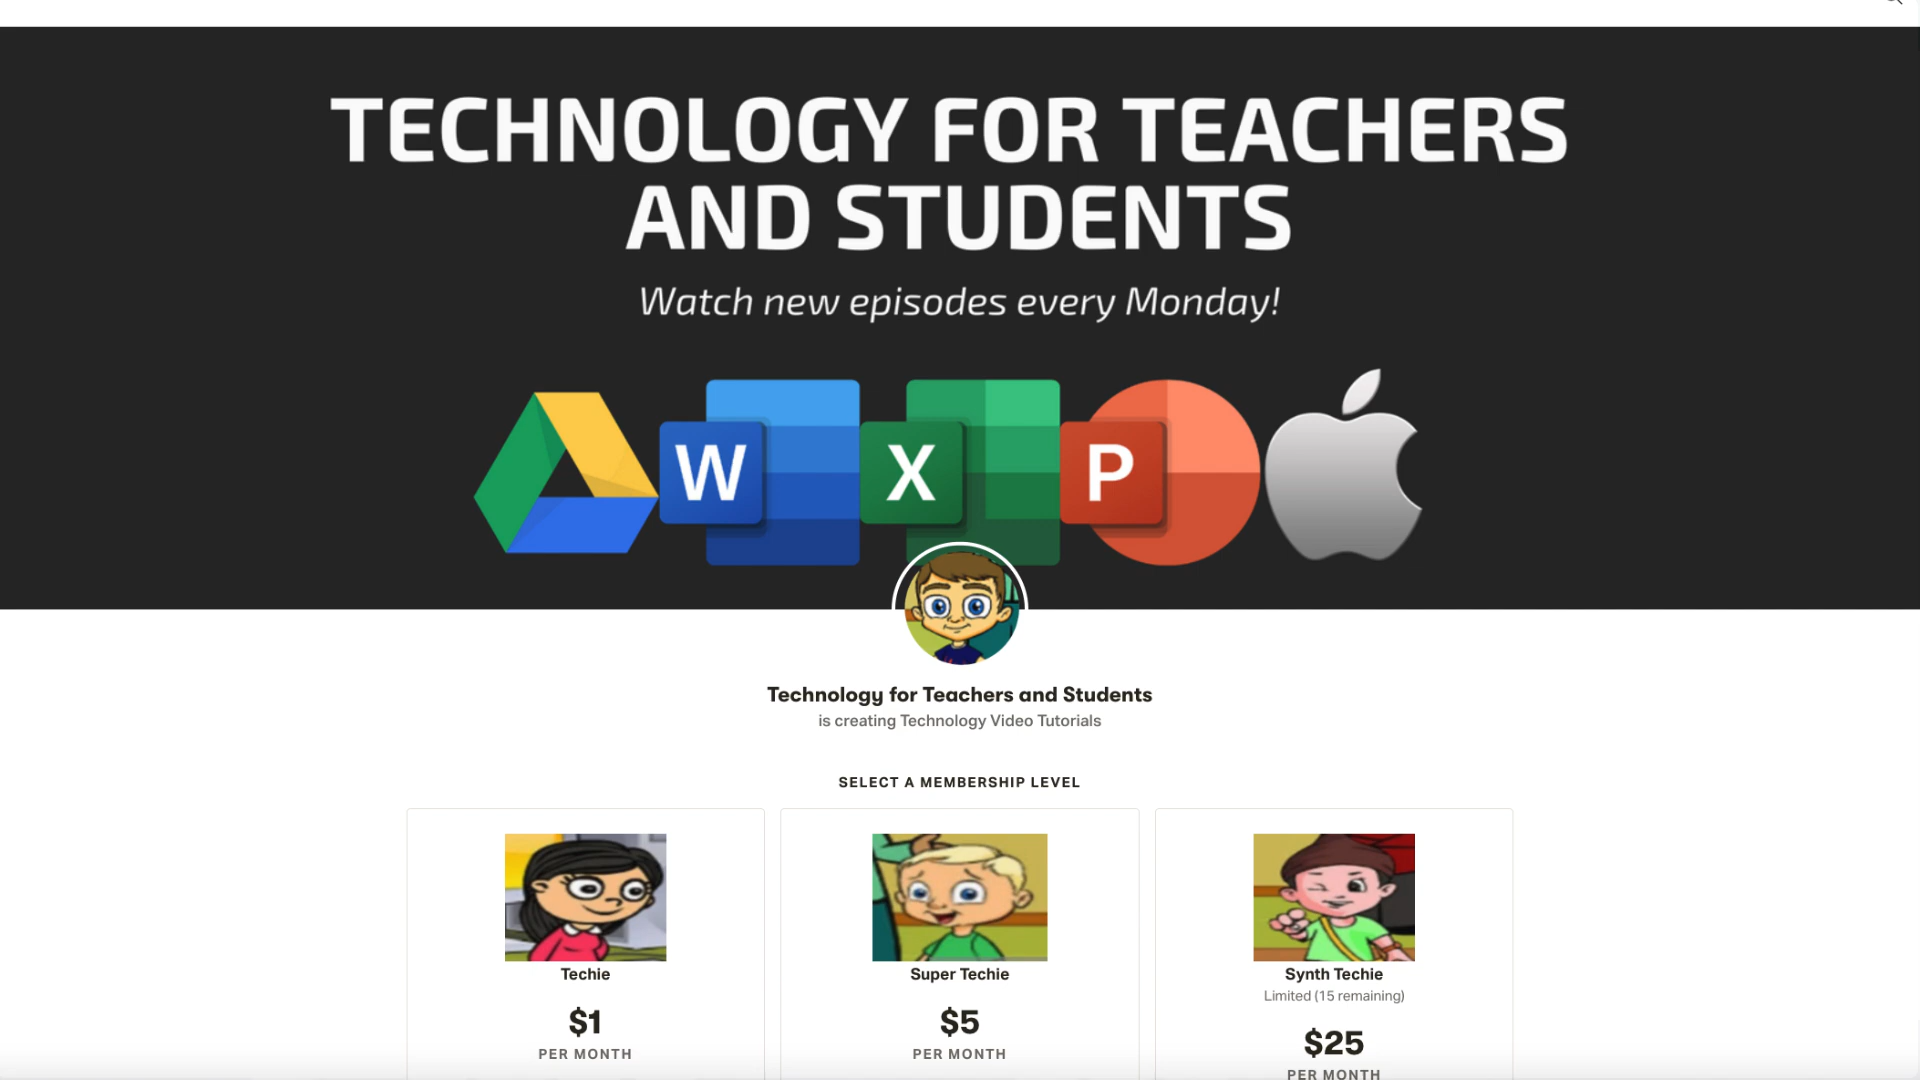 TECHNOLOGY FOR TEACHERS
AND STUDENTS
Watch new episodes every Monday!
W X P
Technology for Teachers and Students
is creating Technology Video Tutorials
SELECT A MEMBERSHIP LEVEL
Techie
$1
PER MONTH
Super Techie
$5
PER MONTH
Synth Techie
Limited (15 remaining)
$25
PER MONTH